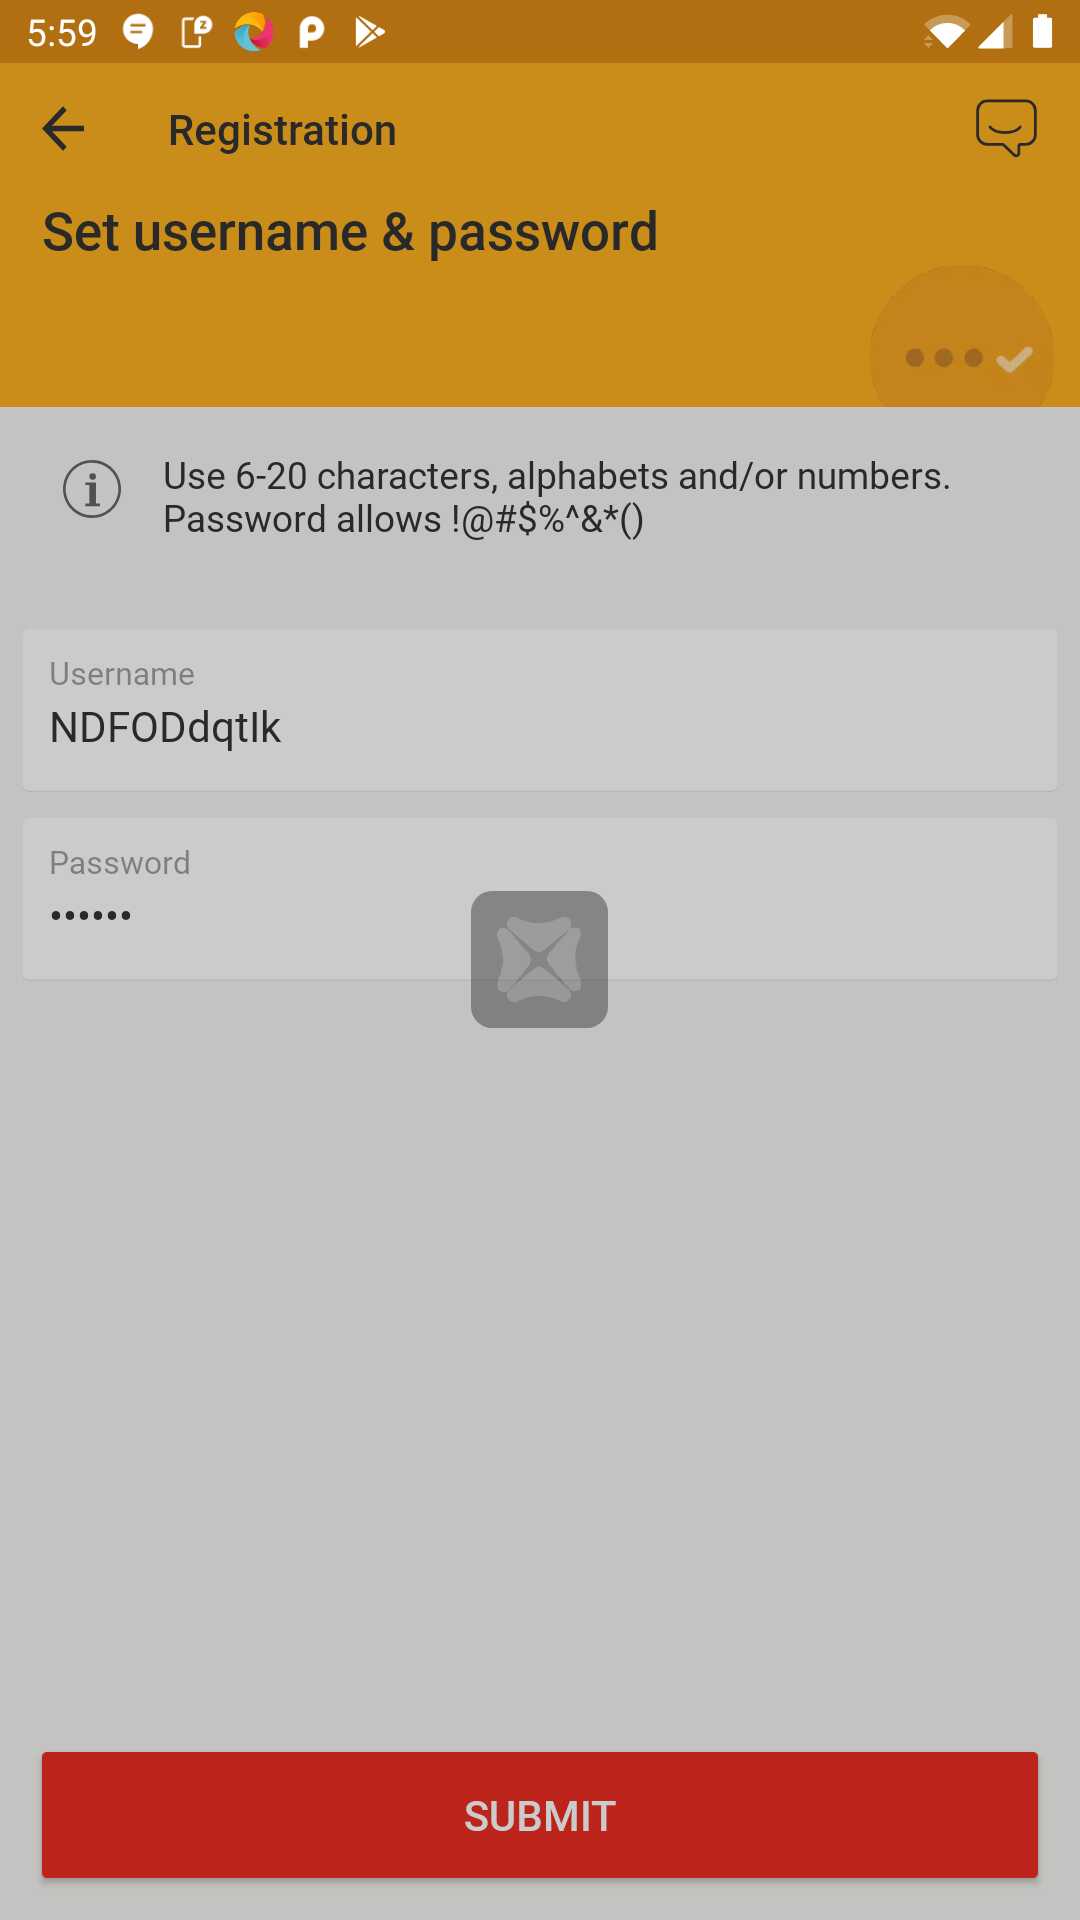 5:59
Registration
Set username & password
Use 6-20 characters, alphabets and/or numbers.
Password allows !@#$%^&*()
Username
NDFODdqtIk
Password
••••••
SUBMIT